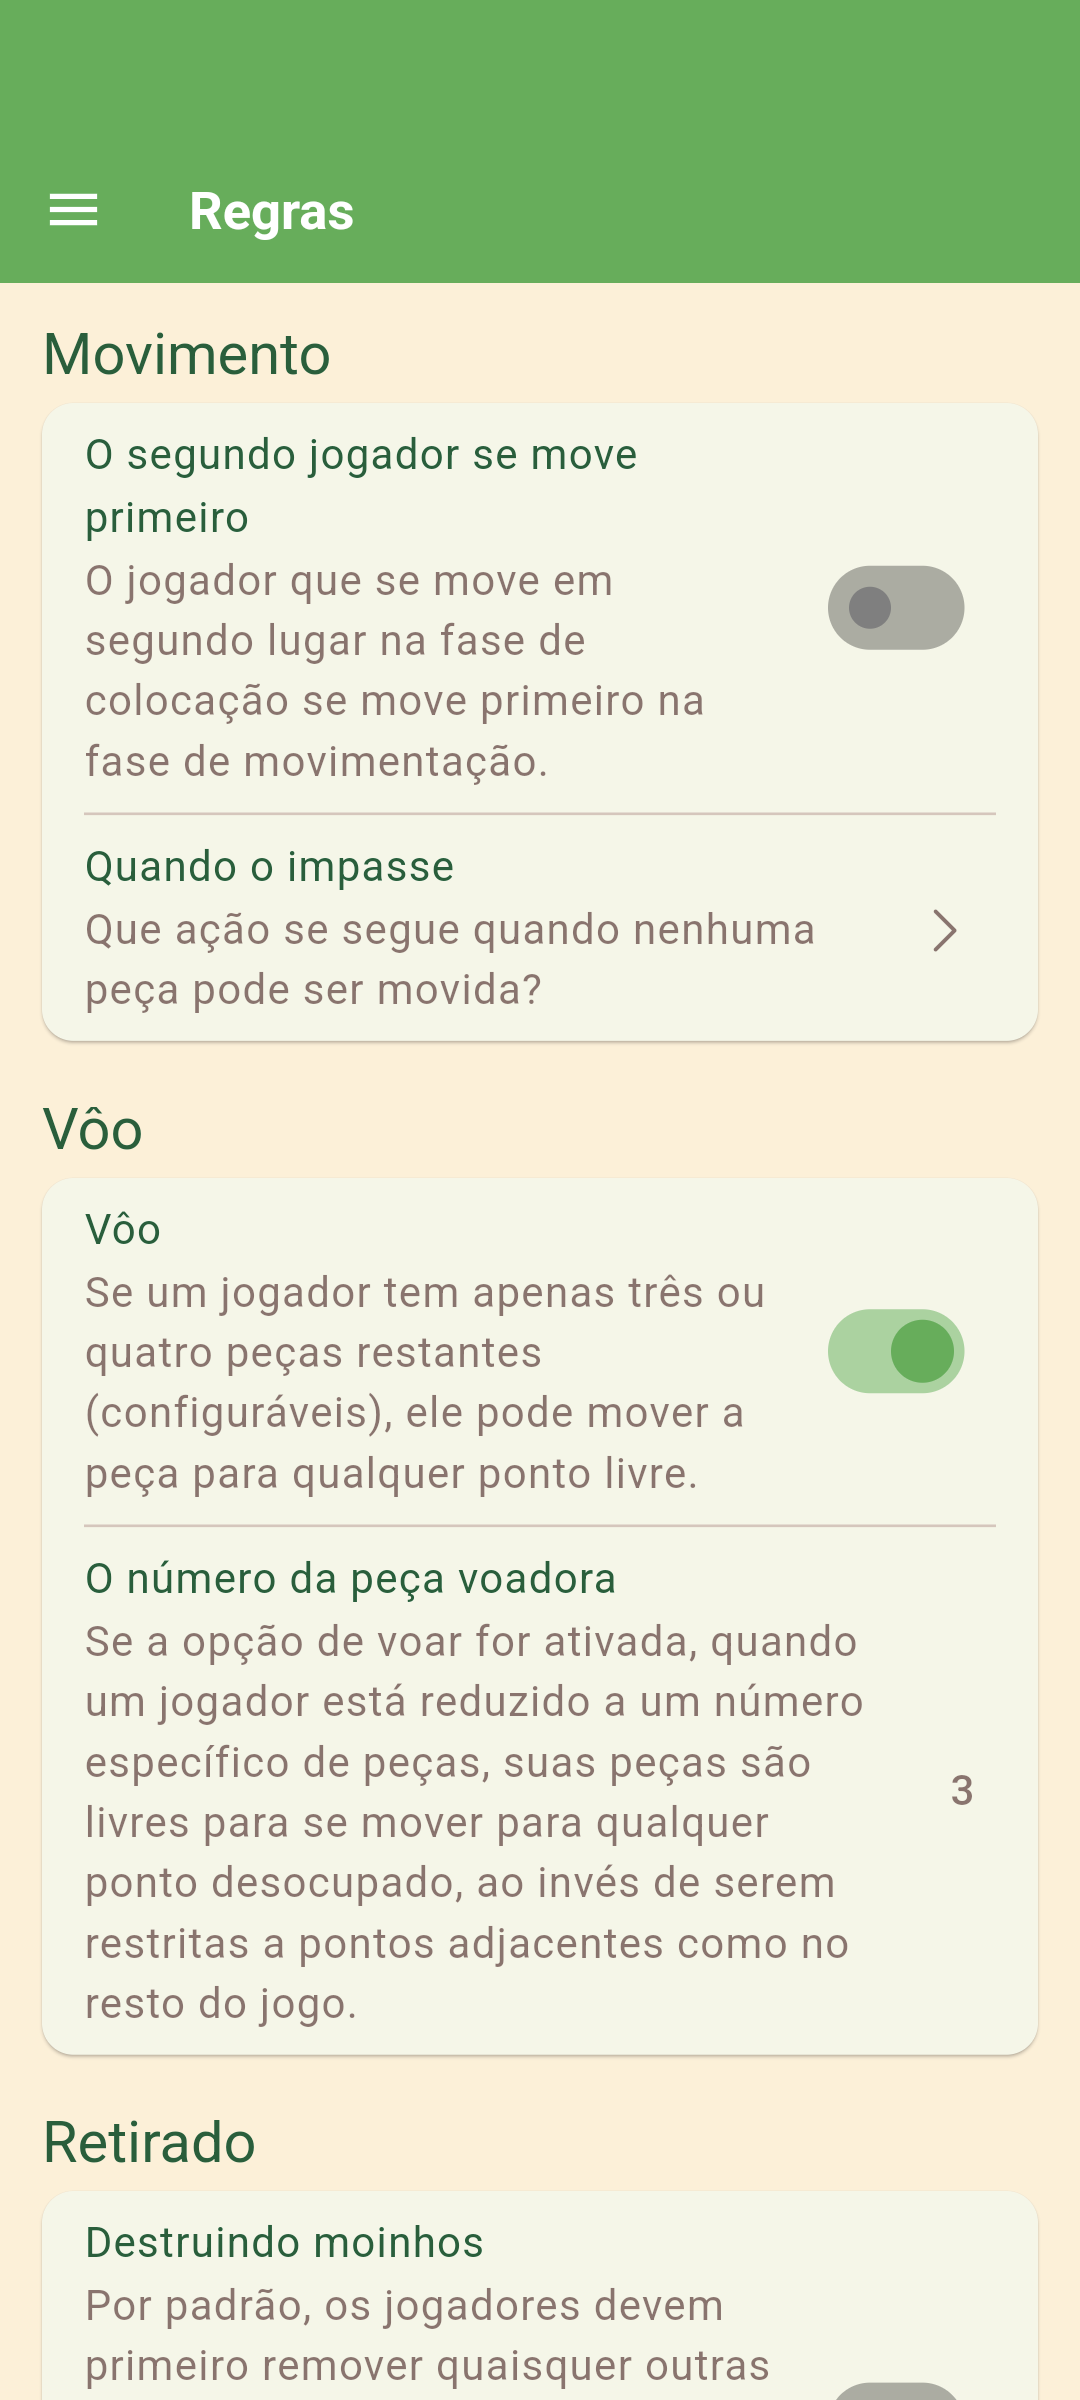 Regras
Movimento
O segundo jogador se move
primeiro
O jogador que se move em
segundo lugar na fase de
colocação se move primeiro na
fase de movimentação.
Quando o impasse
Que ação se segue quando nenhuma
peça pode ser movida?
Vôo
Vôo
Se um jogador tem apenas três ou
quatro peças restantes
(configuráveis), ele pode mover a
peça para qualquer ponto livre.
O número da peça voadora
Se a opção de voar for ativada, quando
um jogador está reduzido a um número
específico de peças, suas peças são
livres para se mover para qualquer
ponto desocupado, ao invés de serem
restritas a pontos adjacentes como no
resto do jogo.
3
Retirado
Destruindo moinhos
Por padrão, os jogadores devem
primeiro remover quaisquer outras